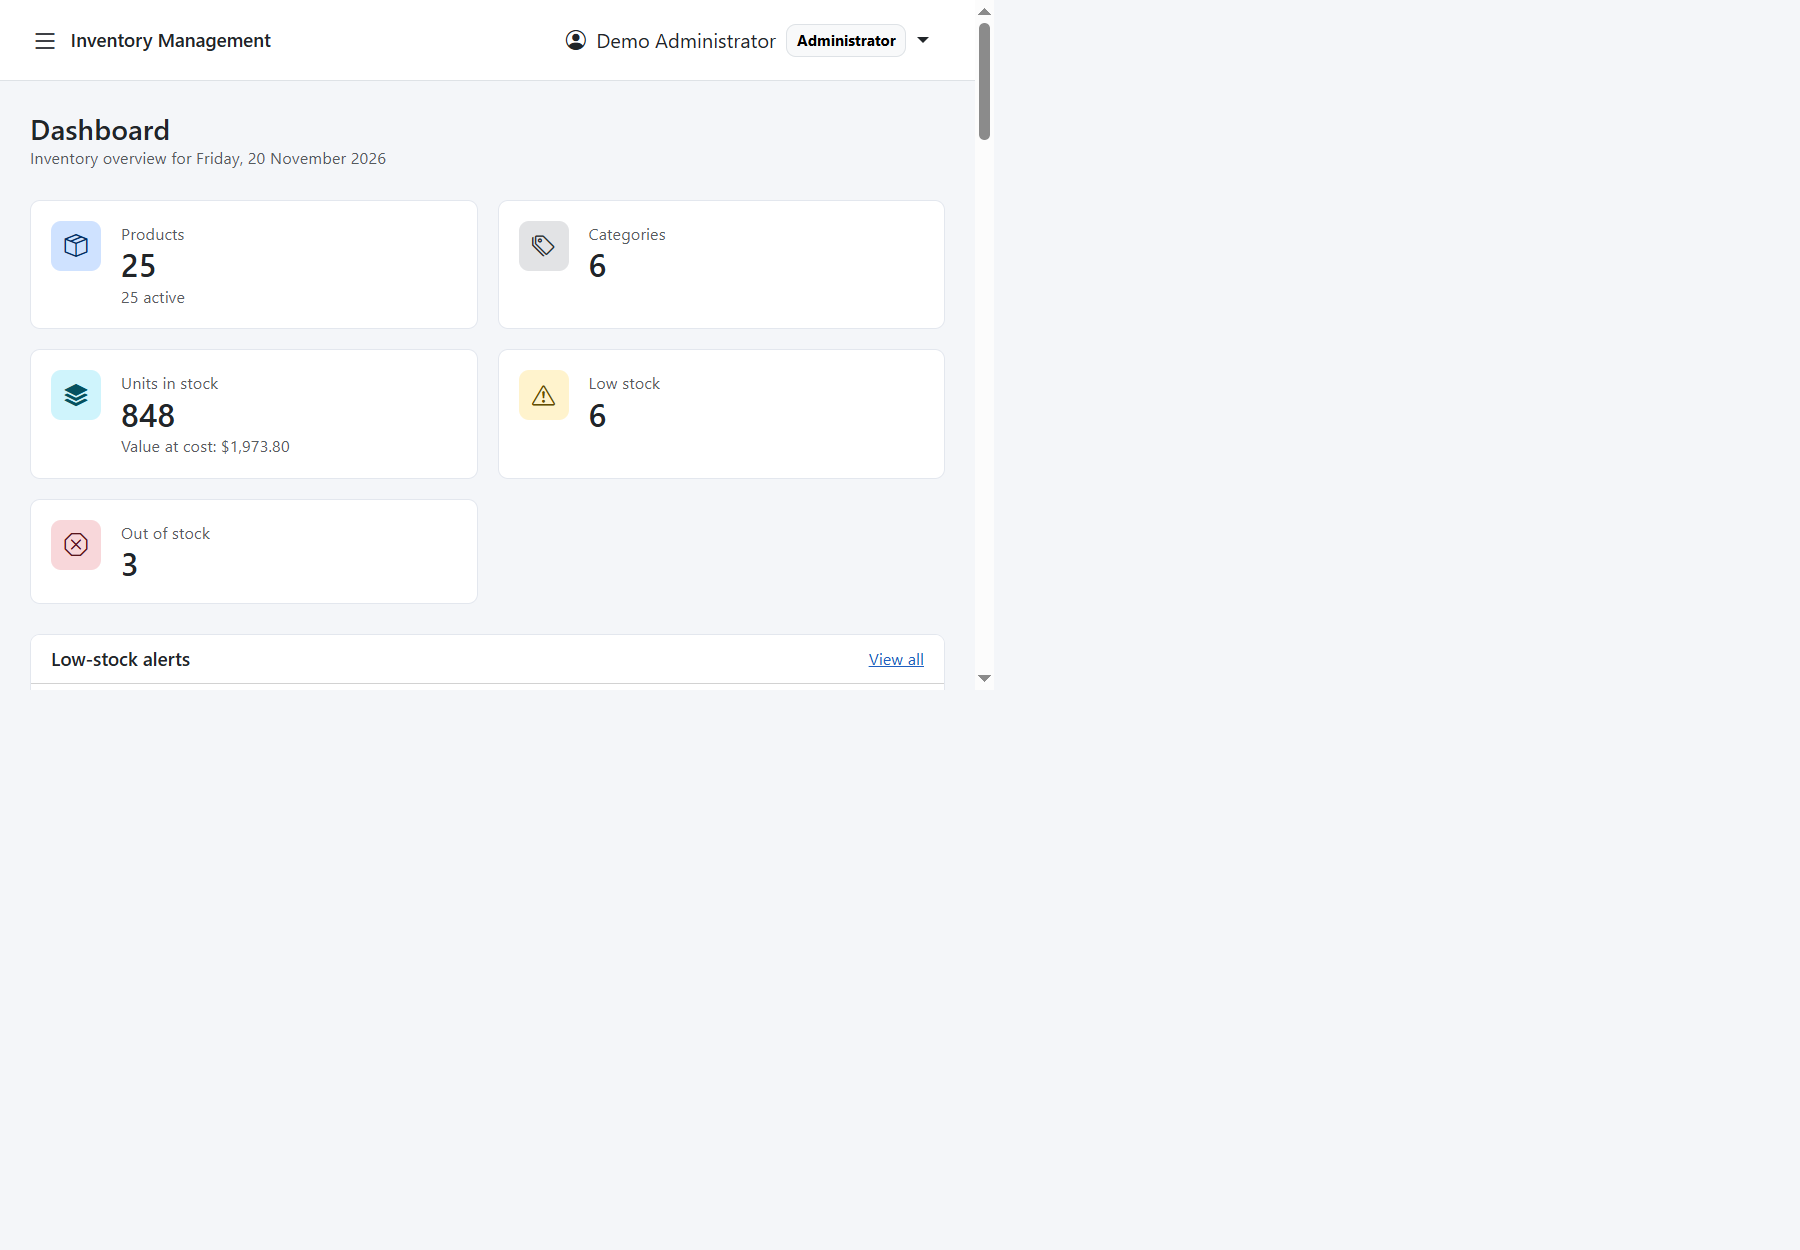 Inventory Management
Demo Administrator Administrator
Dashboard
Inventory overview for Friday, 20 November 2026
Products
25
25 active
Categories
6
Units in stock
848
Value at cost: $1,973.80
Low stock
6
Out of stock
3
Low-stock alerts
View all